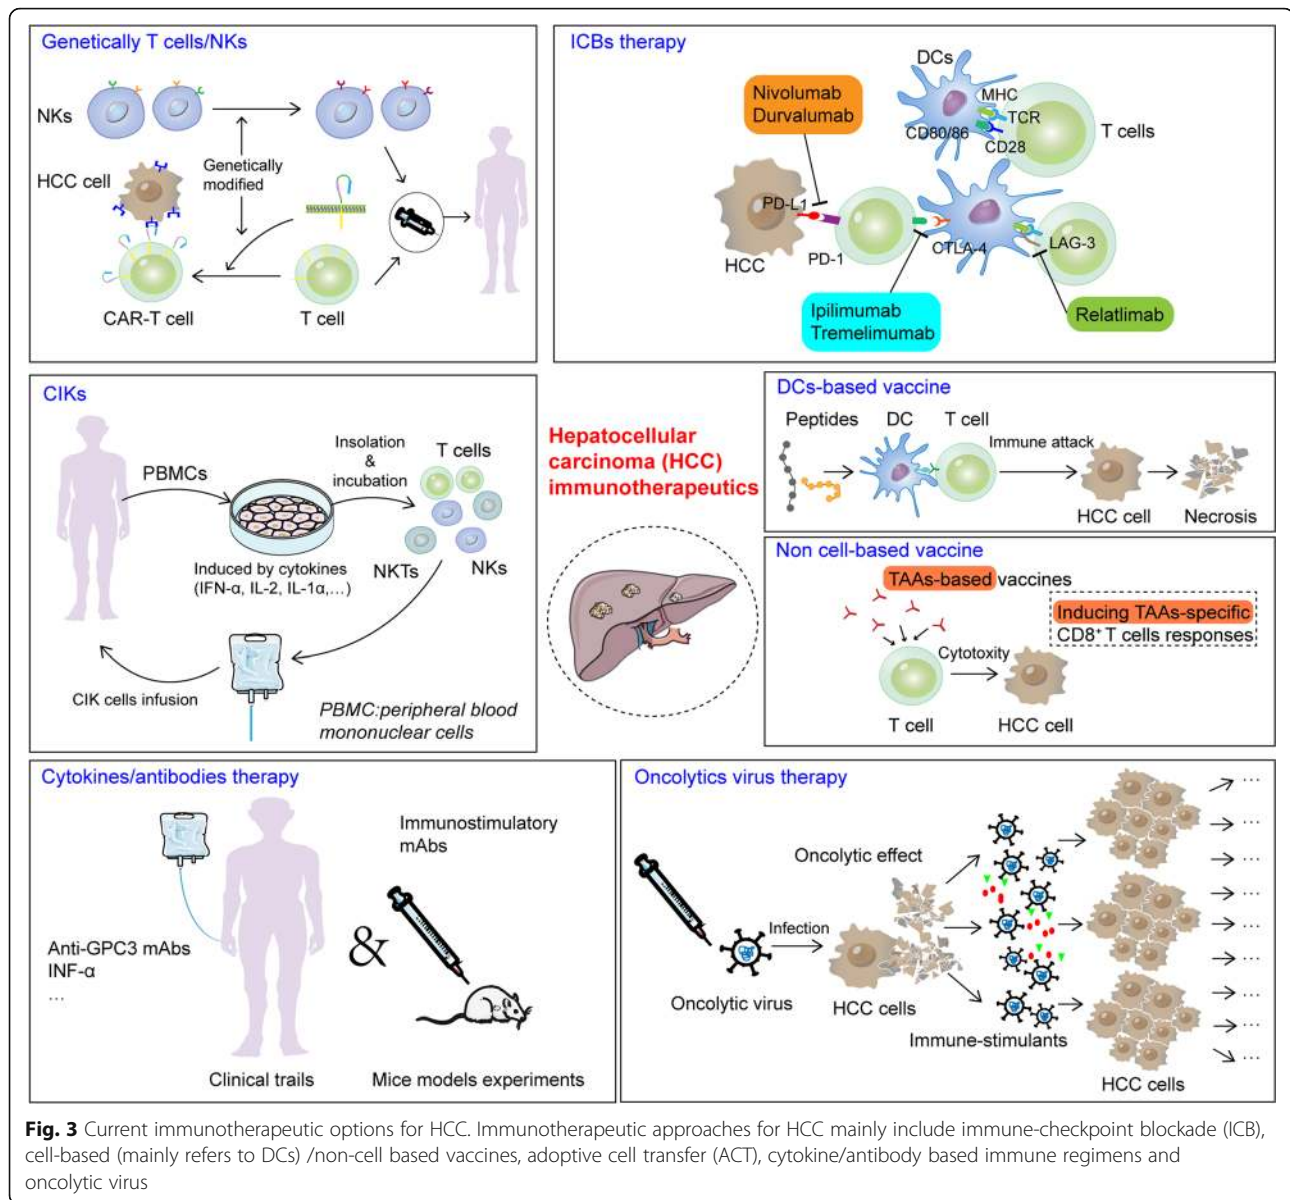 Genetically T cells/NKs
NKs
HCC cell
Genetically
modified
CAR-T cell
T cell
ICBs therapy
DCs
Nivolumab
Durvalumab
MHC
TCR
CD80/86
CD28
T cells
PD-L1
HCC
PD-1
CTLA-4
LAG-3
Ipilimumab
Tremelimumab
Relatlimab
CIKs
PBMCs
Insolation
&
incubation
T cells
NKTs
NKs
Induced by cytokines
(IFN-α, IL-2, IL-1α,...)
CIK cells infusion
PBMC:peripheral blood
mononuclear cells
Hepatocellular
carcinoma (HCC)
immunotherapeutics
DCs-based vaccine
Peptides
DC
T cell
Immune attack
HCC cell
Necrosis
Non cell-based vaccine
TAAs-based vaccines
Inducing TAAs-specific
CD8⁺ T cells responses
Cytotoxity
T cell
HCC cell
Cytokines/antibodies therapy
Immunostimulatory
mAbs
Anti-GPC3 mAbs
INF-α
...
&
Clinical trails
Mice models experiments
Oncolytics virus therapy
Oncolytic effect
Infection
Oncolytic virus
HCC cells
Immune-stimulants
HCC cells
...
...
...
...
...
...
...
...
...
Fig. 3 Current immunotherapeutic options for HCC. Immunotherapeutic approaches for HCC mainly include immune-checkpoint blockade (ICB),
cell-based (mainly refers to DCs) /non-cell based vaccines, adoptive cell transfer (ACT), cytokine/antibody based immune regimens and
oncolytic virus